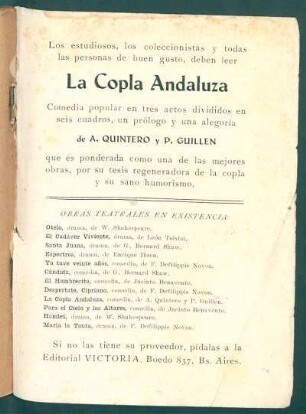 Los estudiosos, los coleccionistas y todas
las personas de buen gusto, deben leer
La Copla Andaluza
Comedia popular en tres actos divididos en
seis cuadros, un prólogo y una alegoría
de A. QUINTERO y P. GUILLEN
que és ponderada como una de las mejores
obras, por su tesis regeneradora de la copla
y su sano humorismo.
OBRAS TEATRALES EN EXISTENCIA
Otelo, drama, de W. Shakespeare.
El Cadáver Viviente, drama, de León Tolstoi.
Santa Juana, drama, de G. Bernard Shaw.
Espectros, drama, de Enrique Ibsen.
Yo tuve veinte años, comedia, de F. Defilippis Novoa.
Cándida, comedia, de G. Bernard Shaw.
El Hombrecito, comedia, de Jacinto Benavente.
Despertate, Cipriano, comedia, de F. Defilippis Novoa.
La Copla Andaluza, comedia, de A. Quintero y P. Guillen.
Para el Cielo y los Altares, comedia, de Jacinto Benavente.
Hamlet, drama, de W. Shakespeare.
María la Tonta, drama, de F. Defilippis Novoa.
Si no las tiene su proveedor, pídalas a la
Editorial VICTORIA, Boedo 837, Bs. Aires.